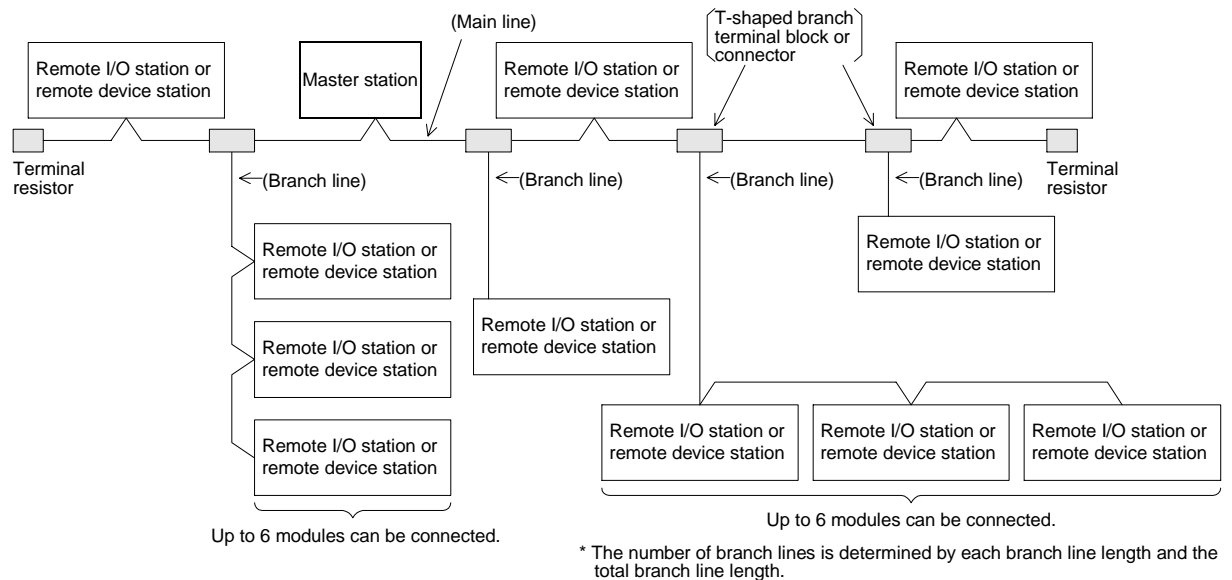 (Main line)
T-shaped branch
terminal block or
connector
Remote I/O station or
remote device station
Master station
Remote I/O station or
remote device station
Remote I/O station or
remote device station
Terminal
resistor
Terminal
resistor
(Branch line)
(Branch line)
(Branch line)
(Branch line)
Remote I/O station or
remote device station
Remote I/O station or
remote device station
Remote I/O station or
remote device station
Remote I/O station or
remote device station
Remote I/O station or
remote device station
Remote I/O station or
remote device station
Remote I/O station or
remote device station
Remote I/O station or
remote device station
Up to 6 modules can be connected.
Up to 6 modules can be connected.
* The number of branch lines is determined by each branch line length and the
total branch line length.